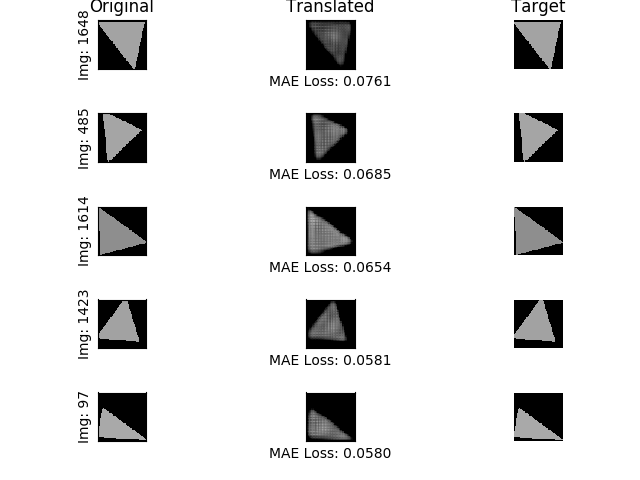 Original Translated Target
Img: 1648
MAE Loss: 0.0761
Img: 485
MAE Loss: 0.0685
Img: 1614
MAE Loss: 0.0654
Img: 1423
MAE Loss: 0.0581
Img: 97
MAE Loss: 0.0580